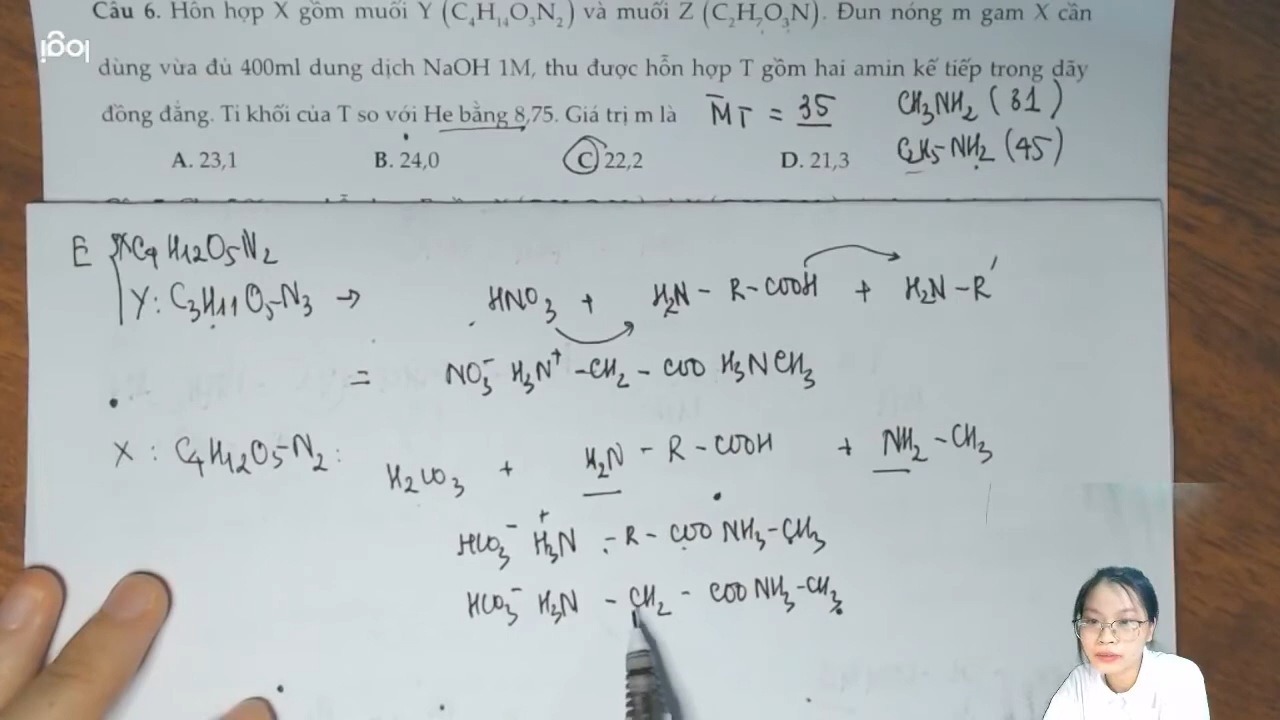 logi
Câu 6. Hỗn hợp X gồm muối Y (C₄H₁₄O₃N₂) và muối Z (C₂H₇O₃N). Đun nóng m gam X cần
dùng vừa đủ 400ml dung dịch NaOH 1M, thu được hỗn hợp T gồm hai amin kế tiếp trong dãy
đồng đẳng. Tỉ khối của T so với He bằng 8,75. Giá trị m là M̅T = 35 CH₃NH₂ (31)
A. 23,1 B. 24,0 C 22,2 D. 21,3 C₂H₅-NH₂ (45)
E X C₄H₁₂O₅N₂
Y: C₃H₁₁O₅N₃ → HNO₃ + H₂N - R - COOH + H₂N - R'
= NO₃⁻ H₃N⁺ - CH₂ - COO H₃NCH₃
X : C₄H₁₂O₅N₂: H₂CO₃ + H₂N - R - COOH + NH₂ - CH₃
HCO₃⁻ H₃N⁺ - R - COO NH₃ - CH₃
HCO₃⁻ H₃N - CH₂ - COO NH₃ - CH₃